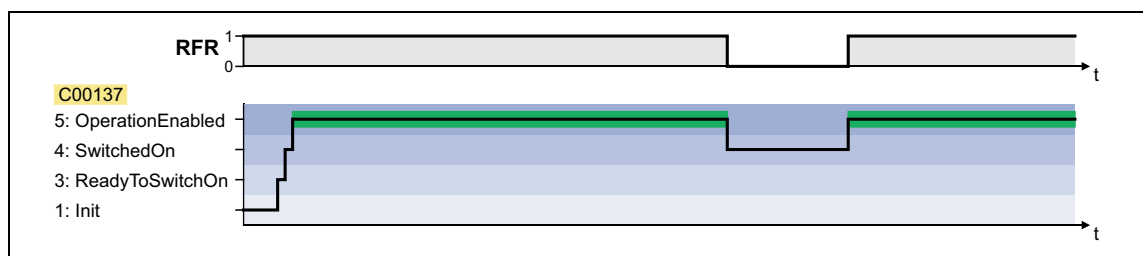 RFR
1
0
t
C00137
5: OperationEnabled
4: SwitchedOn
3: ReadyToSwitchOn
1: Init
t